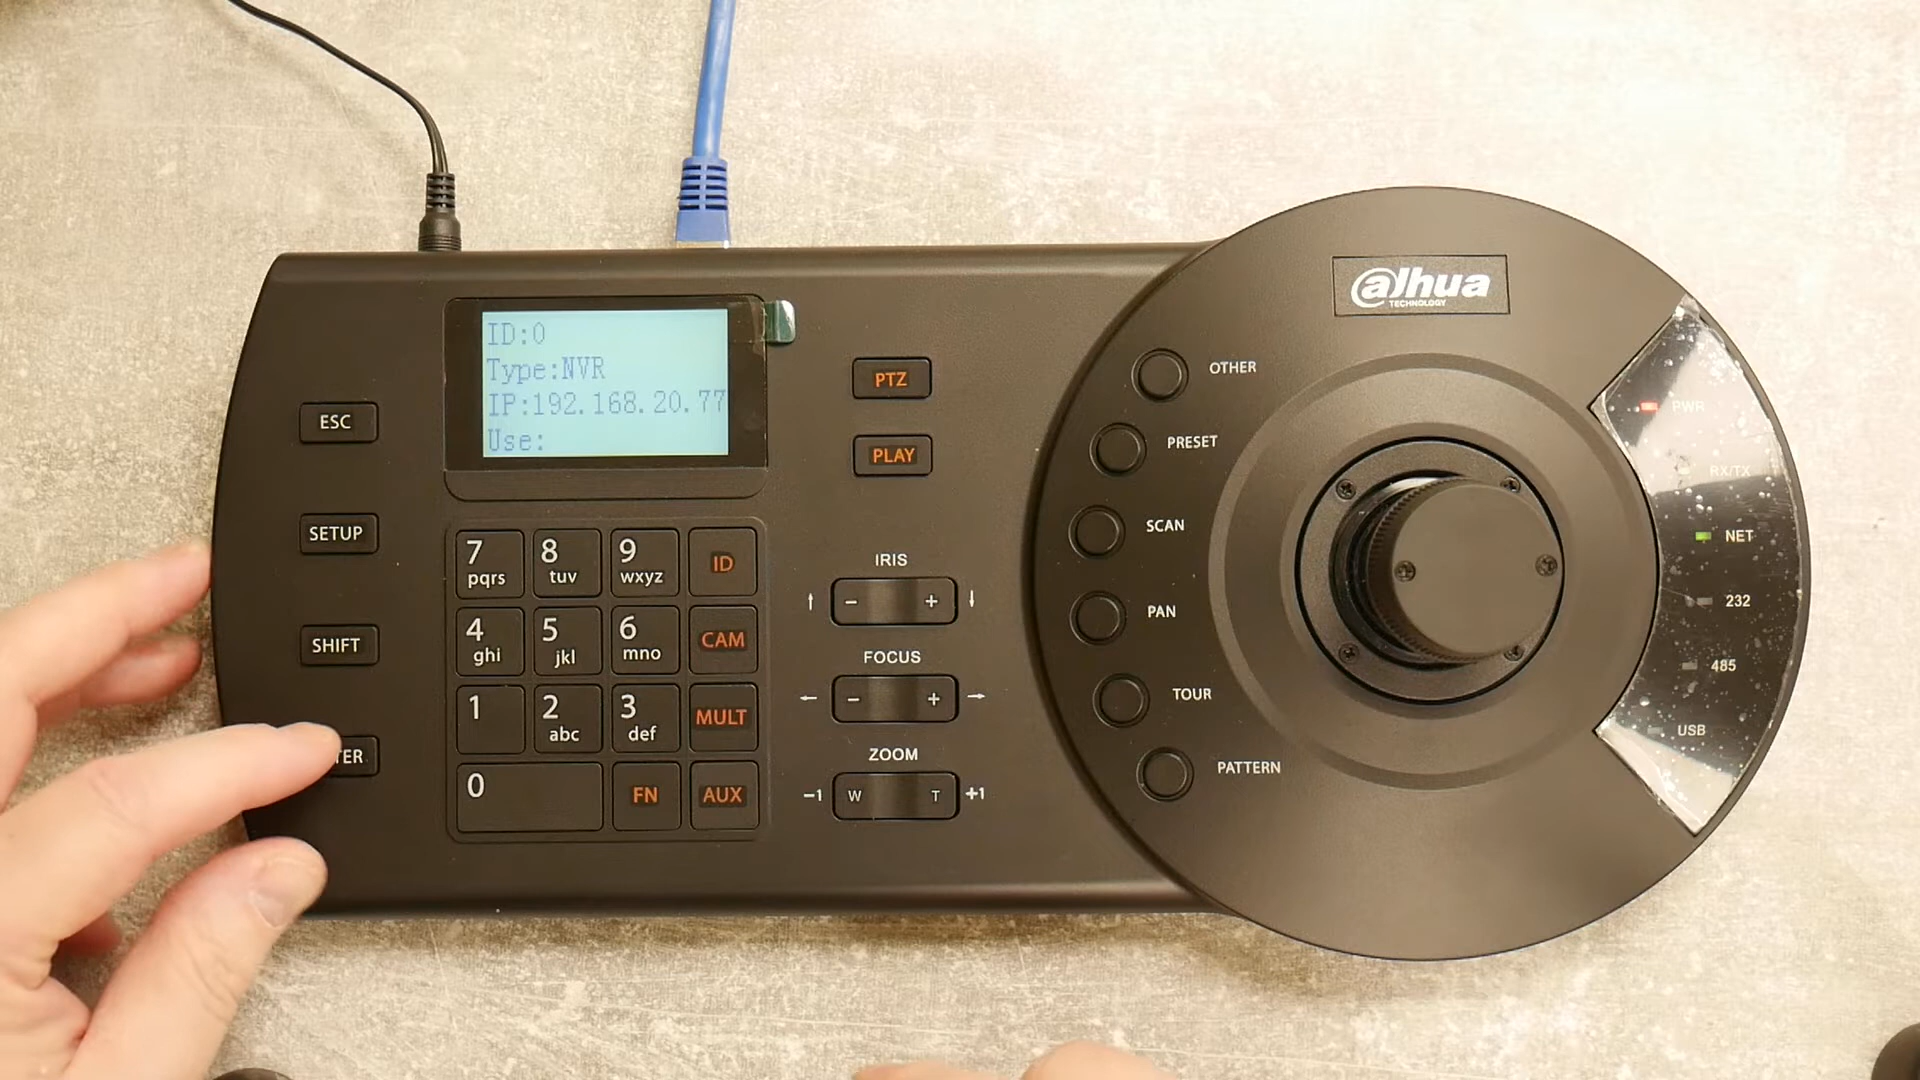 alhua
TECHNOLOGY
ID:0
Type:NVR
IP:192.168.20.77
Use:
ESC
SETUP
SHIFT
TER
7
pqrs
8
tuv
9
wxyz
ID
4
ghi
5
jkl
6
mno
CAM
1
2
abc
3
def
MULT
0
FN
AUX
PTZ
PLAY
IRIS
↑ − + ↓
FOCUS
← − + →
ZOOM
−1 W T +1
OTHER
PRESET
SCAN
PAN
TOUR
PATTERN
PWR
RX/TX
NET
232
485
USB